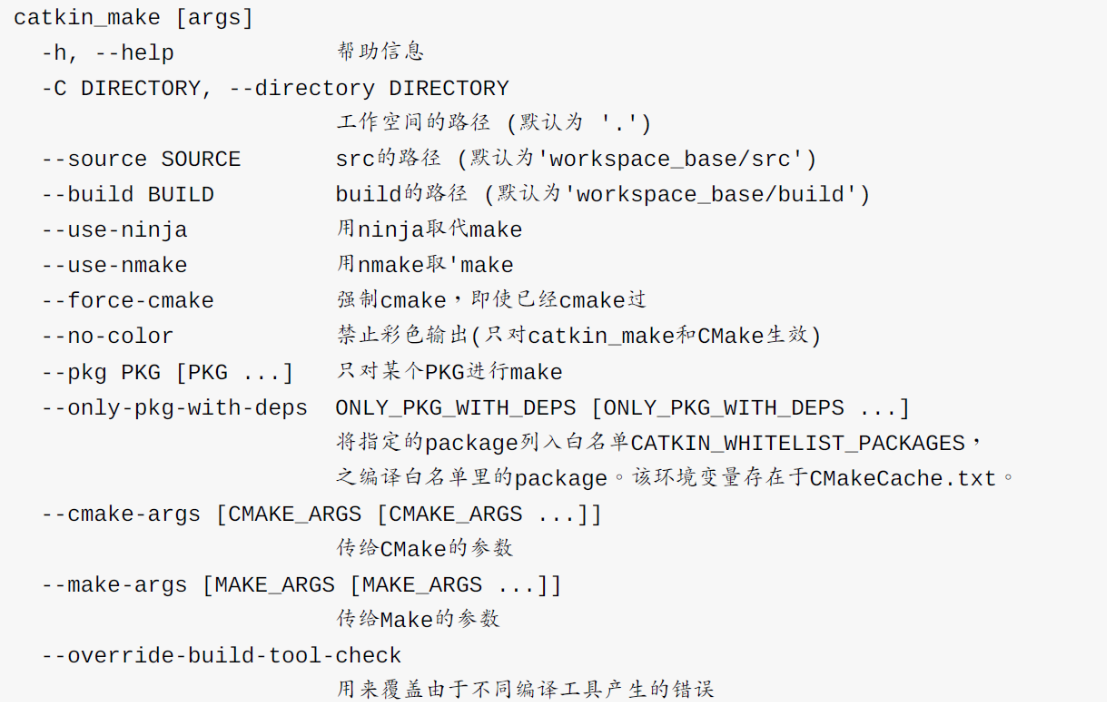 catkin_make [args]
-h, --help 帮助信息
-C DIRECTORY, --directory DIRECTORY
工作空间的路径 (默认为 '.')
--source SOURCE src的路径 (默认为'workspace_base/src')
--build BUILD build的路径 (默认为'workspace_base/build')
--use-ninja 用ninja取代make
--use-nmake 用nmake取'make
--force-cmake 强制cmake，即使已经cmake过
--no-color 禁止彩色输出(只对catkin_make和CMake生效)
--pkg PKG [PKG ...] 只对某个PKG进行make
--only-pkg-with-deps ONLY_PKG_WITH_DEPS [ONLY_PKG_WITH_DEPS ...]
将指定的package列入白名单CATKIN_WHITELIST_PACKAGES，
之编译白名单里的package。该环境变量存在于CMakeCache.txt。
--cmake-args [CMAKE_ARGS [CMAKE_ARGS ...]]
传给CMake的参数
--make-args [MAKE_ARGS [MAKE_ARGS ...]]
传给Make的参数
--override-build-tool-check
用来覆盖由于不同编译工具产生的错误